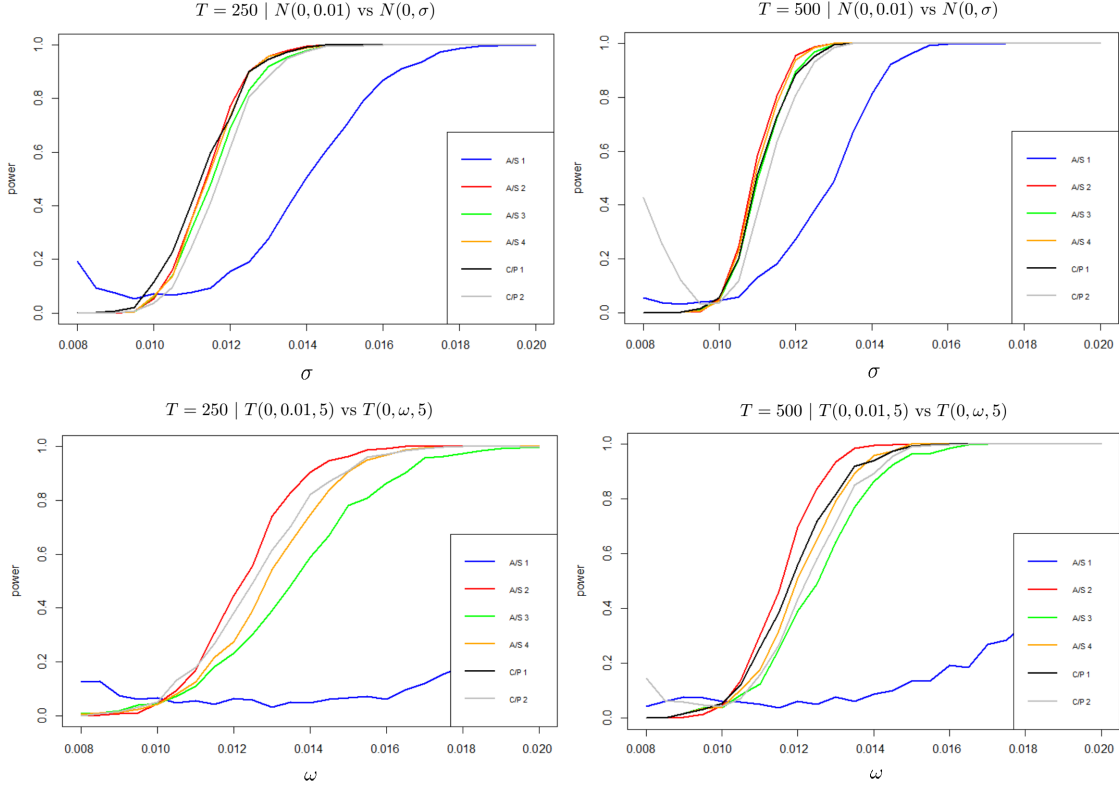 T = 250 | N(0, 0.01) vs N(0, σ)
power
0.0 0.2 0.4 0.6 0.8 1.0
0.008 0.010 0.012 0.014 0.016 0.018 0.020
σ
A/S 1
A/S 2
A/S 3
A/S 4
C/P 1
C/P 2
T = 500 | N(0, 0.01) vs N(0, σ)
power
0.0 0.2 0.4 0.6 0.8 1.0
0.008 0.010 0.012 0.014 0.016 0.018 0.020
σ
A/S 1
A/S 2
A/S 3
A/S 4
C/P 1
C/P 2
T = 250 | T(0, 0.01, 5) vs T(0, ω, 5)
power
0.0 0.2 0.4 0.6 0.8 1.0
0.008 0.010 0.012 0.014 0.016 0.018 0.020
ω
A/S 1
A/S 2
A/S 3
A/S 4
C/P 1
C/P 2
T = 500 | T(0, 0.01, 5) vs T(0, ω, 5)
power
0.0 0.2 0.4 0.6 0.8 1.0
0.008 0.010 0.012 0.014 0.016 0.018 0.020
ω
A/S 1
A/S 2
A/S 3
A/S 4
C/P 1
C/P 2